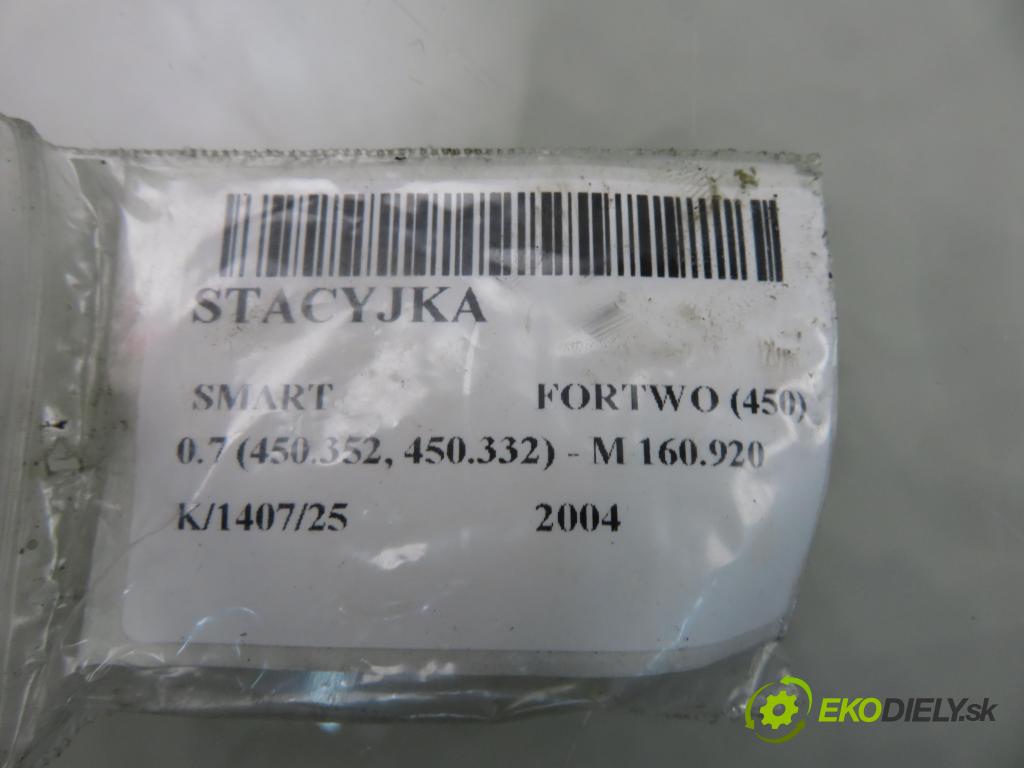 STACYJKA
SMART FORTWO (450)
0.7 (450.352, 450.332) - M 160.920
K/1407/25 2004
EKODIELY.sk